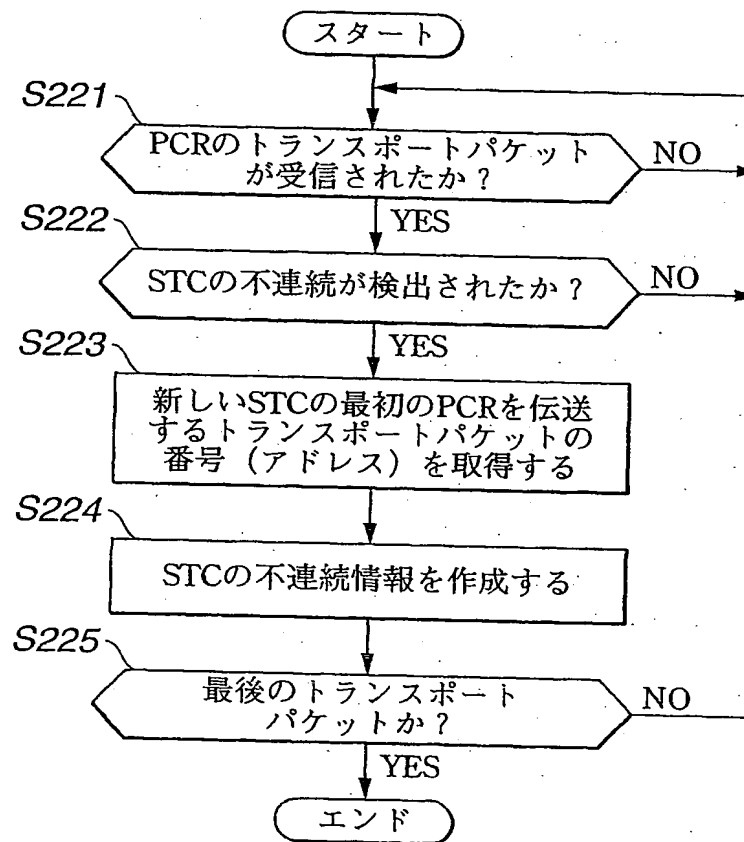 スタート
S221
PCRのトランスポートパケット
が受信されたか？
NO
YES
S222
STCの不連続が検出されたか？
NO
YES
S223
新しいSTCの最初のPCRを伝送
するトランスポートパケットの
番号（アドレス）を取得する
S224
STCの不連続情報を作成する
S225
最後のトランスポート
パケットか？
NO
YES
エンド